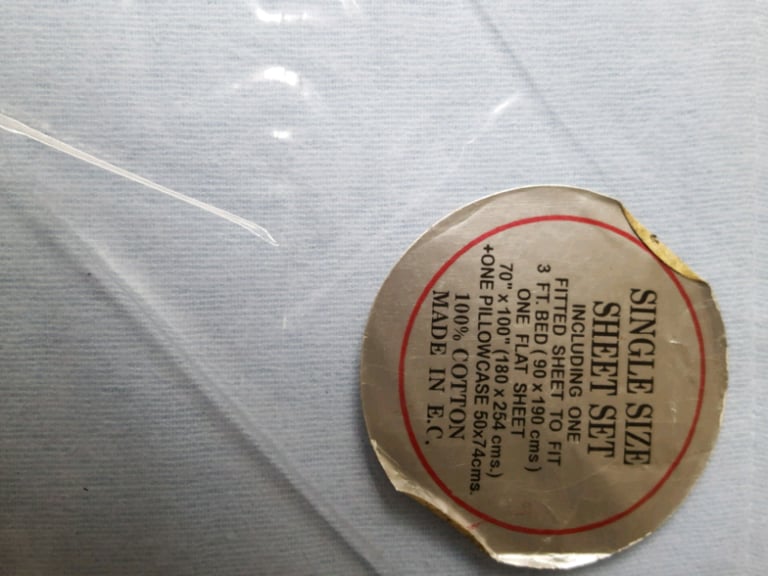 SINGLE SIZE
SHEET SET
INCLUDING ONE
FITTED SHEET TO FIT
3 FT. BED ( 90 x 190 cms )
ONE FLAT SHEET
70" x 100" (180 x 254 cms.)
+ONE PILLOWCASE 50x74cms.
100% COTTON
MADE IN E.C.